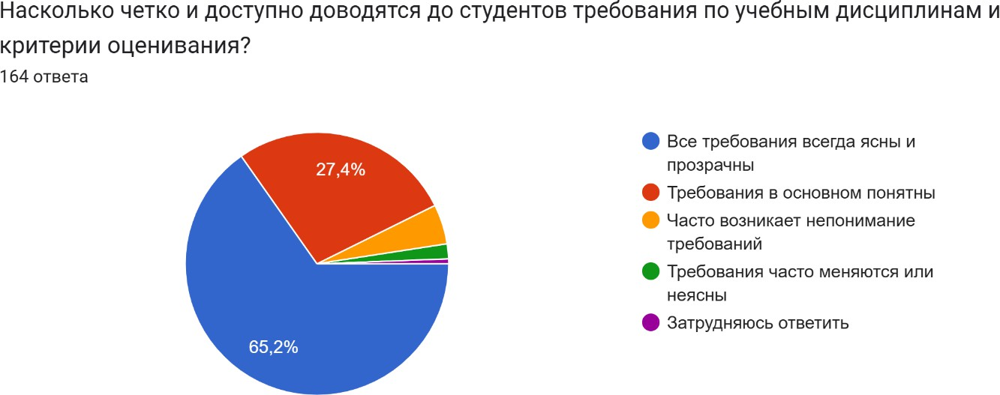 Насколько четко и доступно доводятся до студентов требования по учебным дисциплинам и
критерии оценивания?
164 ответа
27,4%
65,2%
Все требования всегда ясны и
прозрачны
Требования в основном понятны
Часто возникает непонимание
требований
Требования часто меняются или
неясны
Затрудняюсь ответить